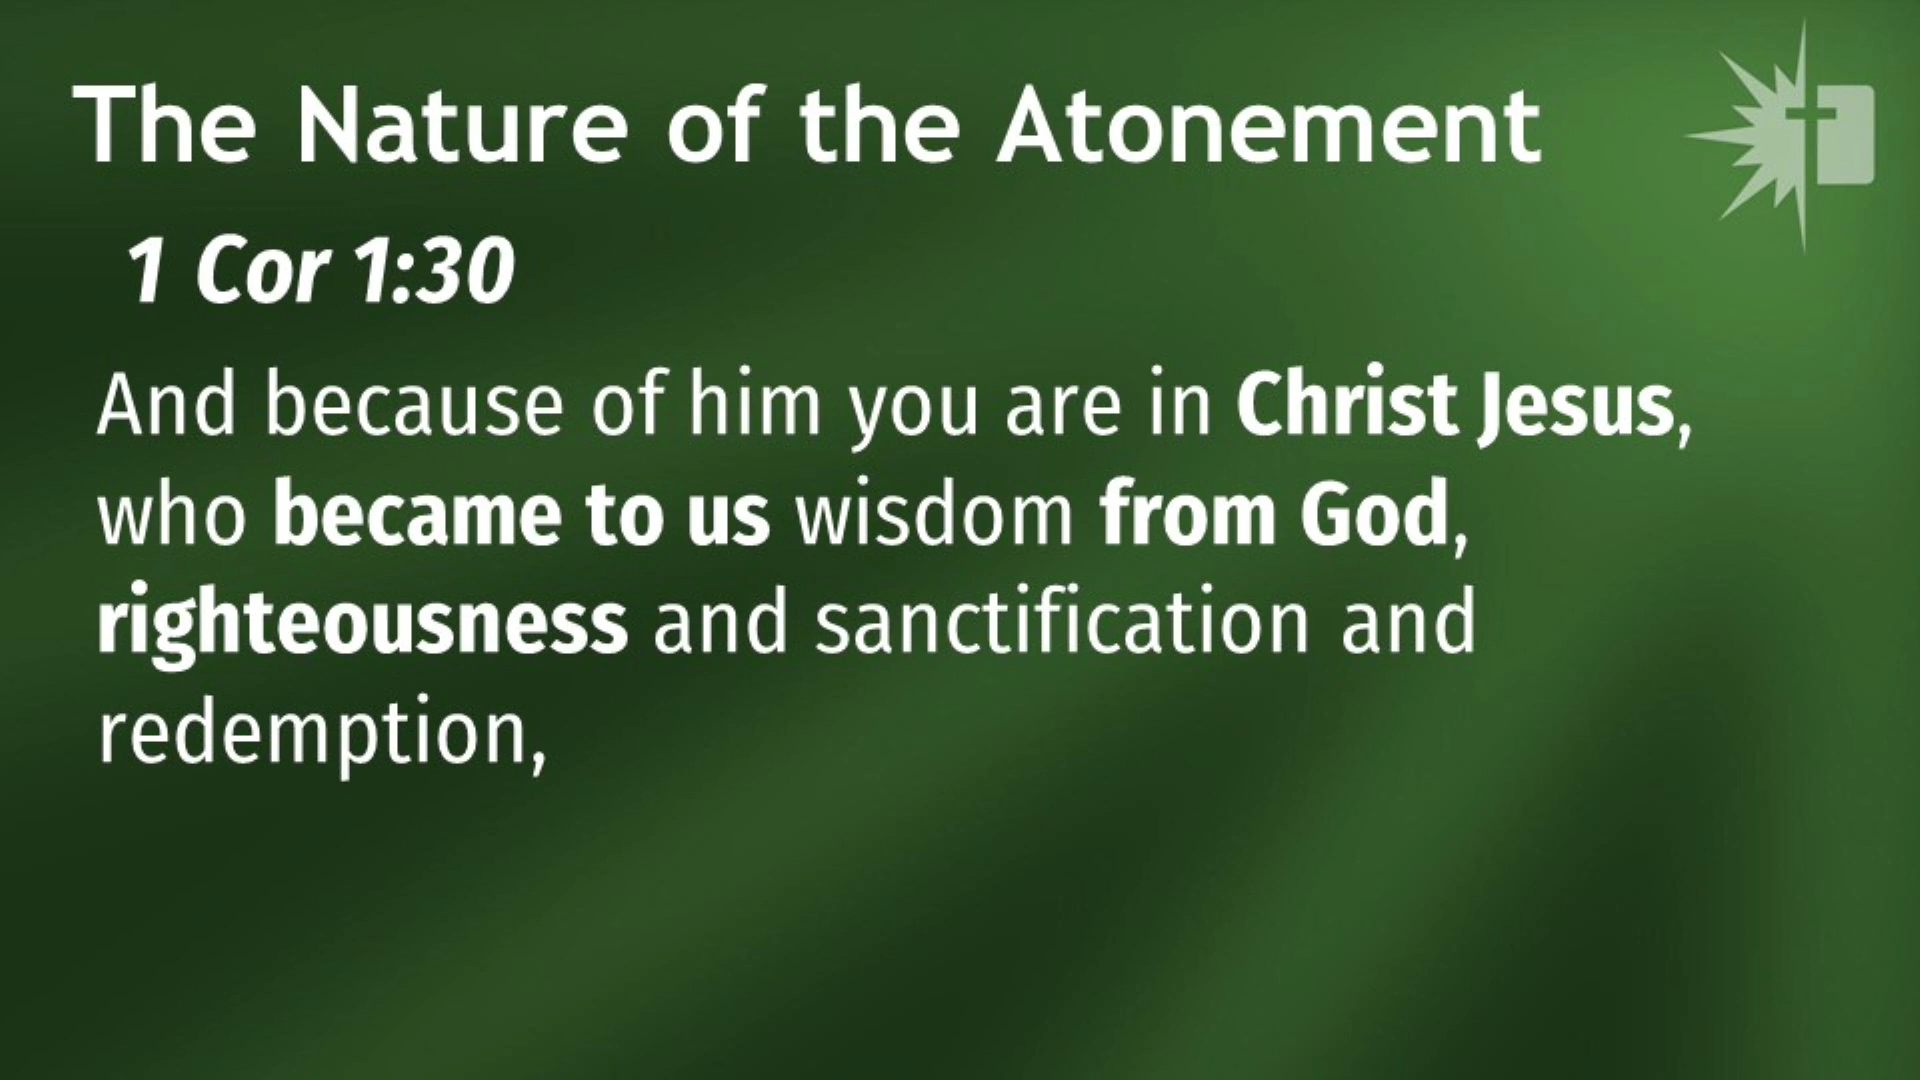 The Nature of the Atonement
1 Cor 1:30
And because of him you are in Christ Jesus,
who became to us wisdom from God,
righteousness and sanctification and
redemption,